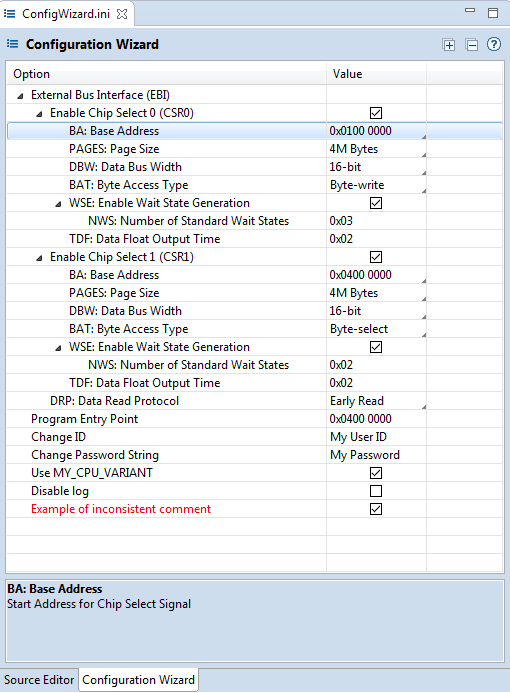 ConfigWizard.ini
Configuration Wizard
Option Value
External Bus Interface (EBI)
Enable Chip Select 0 (CSR0)
BA: Base Address 0x0100 0000
PAGES: Page Size 4M Bytes
DBW: Data Bus Width 16-bit
BAT: Byte Access Type Byte-write
WSE: Enable Wait State Generation
NWS: Number of Standard Wait States 0x03
TDF: Data Float Output Time 0x02
Enable Chip Select 1 (CSR1)
BA: Base Address 0x0400 0000
PAGES: Page Size 4M Bytes
DBW: Data Bus Width 16-bit
BAT: Byte Access Type Byte-select
WSE: Enable Wait State Generation
NWS: Number of Standard Wait States 0x02
TDF: Data Float Output Time 0x02
DRP: Data Read Protocol Early Read
Program Entry Point 0x0400 0000
Change ID My User ID
Change Password String My Password
Use MY_CPU_VARIANT
Disable log
Example of inconsistent comment
BA: Base Address
Start Address for Chip Select Signal
Source Editor Configuration Wizard